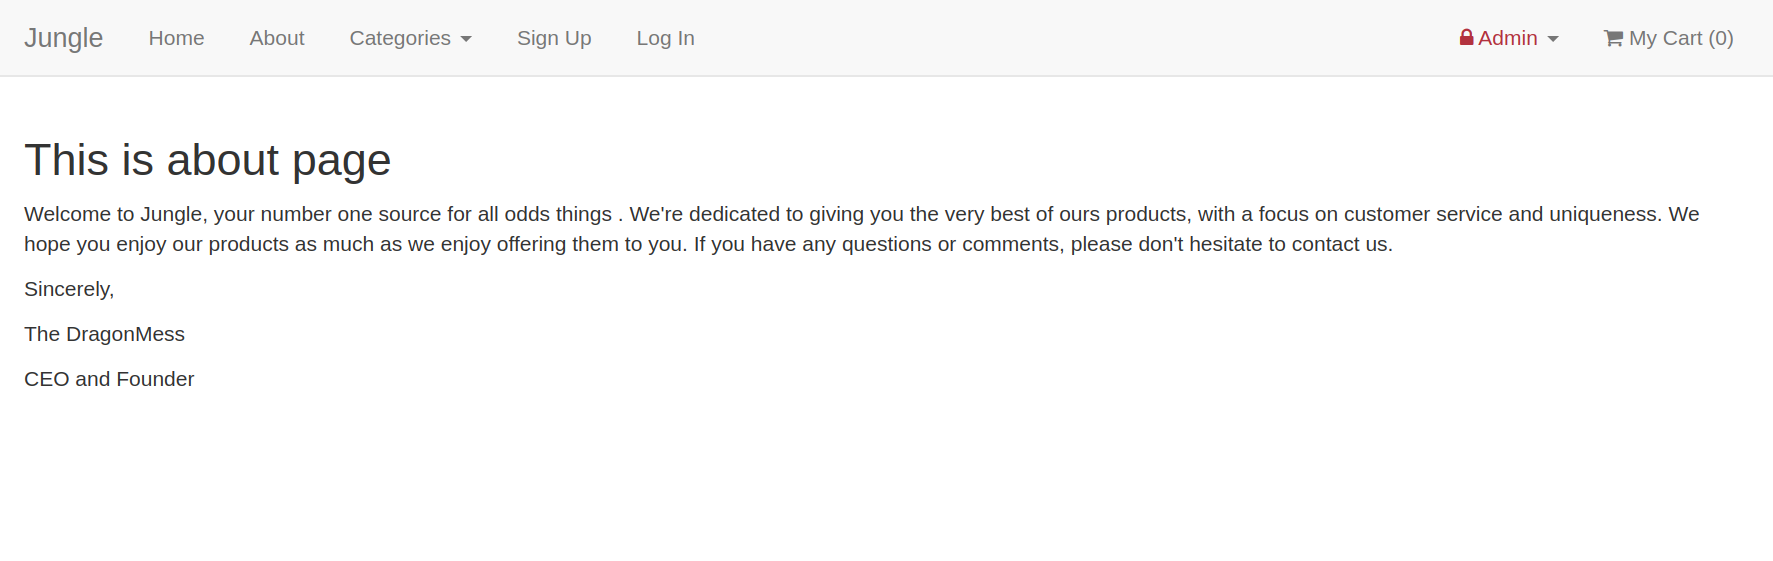 Jungle Home About Categories Sign Up Log In Admin My Cart (0)
This is about page
Welcome to Jungle, your number one source for all odds things . We're dedicated to giving you the very best of ours products, with a focus on customer service and uniqueness. We
hope you enjoy our products as much as we enjoy offering them to you. If you have any questions or comments, please don't hesitate to contact us.
Sincerely,
The DragonMess
CEO and Founder